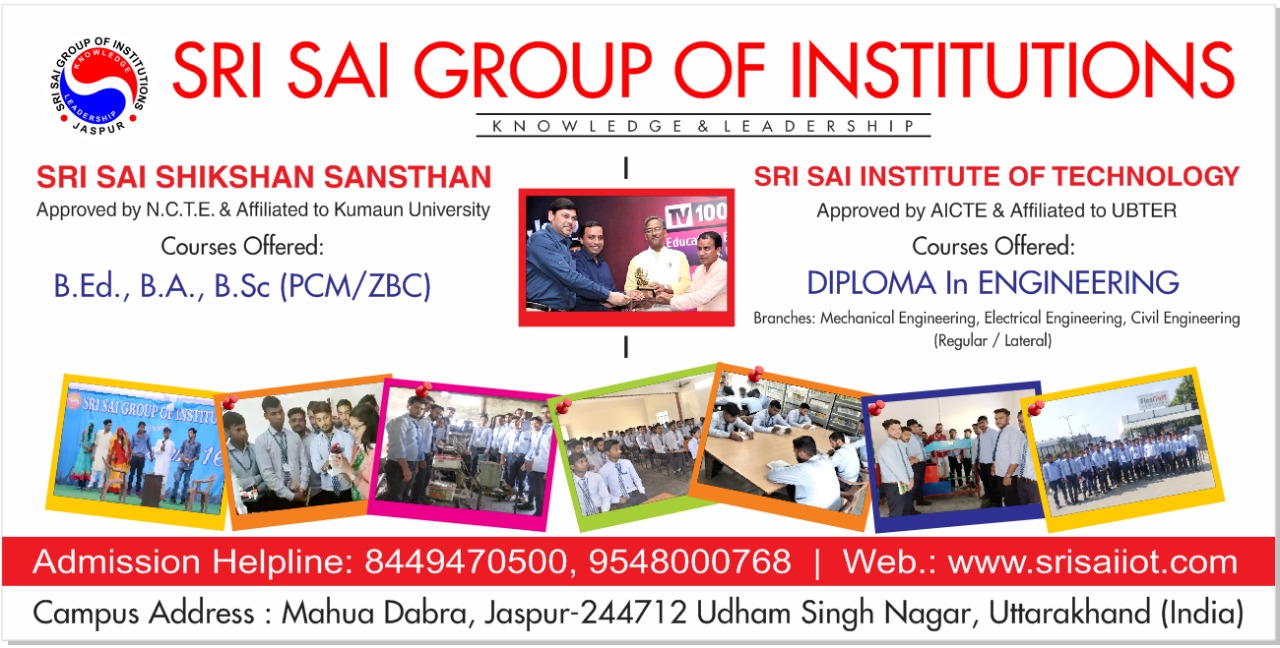 SRI SAI GROUP OF INSTITUTIONS
KNOWLEDGE
LEADERSHIP
JASPUR
SRI SAI GROUP OF INSTITUTIONS
KNOWLEDGE & LEADERSHIP
SRI SAI SHIKSHAN SANSTHAN
Approved by N.C.T.E. & Affiliated to Kumaun University
Courses Offered:
B.Ed., B.A., B.Sc (PCM/ZBC)
TV 100
Educa
SRI SAI INSTITUTE OF TECHNOLOGY
Approved by AICTE & Affiliated to UBTER
Courses Offered:
DIPLOMA In ENGINEERING
Branches: Mechanical Engineering, Electrical Engineering, Civil Engineering
(Regular / Lateral)
SRI SAI GROUP OF INSTITU
Admission Helpline: 8449470500, 9548000768 | Web.: www.srisaiiot.com
Campus Address : Mahua Dabra, Jaspur-244712 Udham Singh Nagar, Uttarakhand (India)